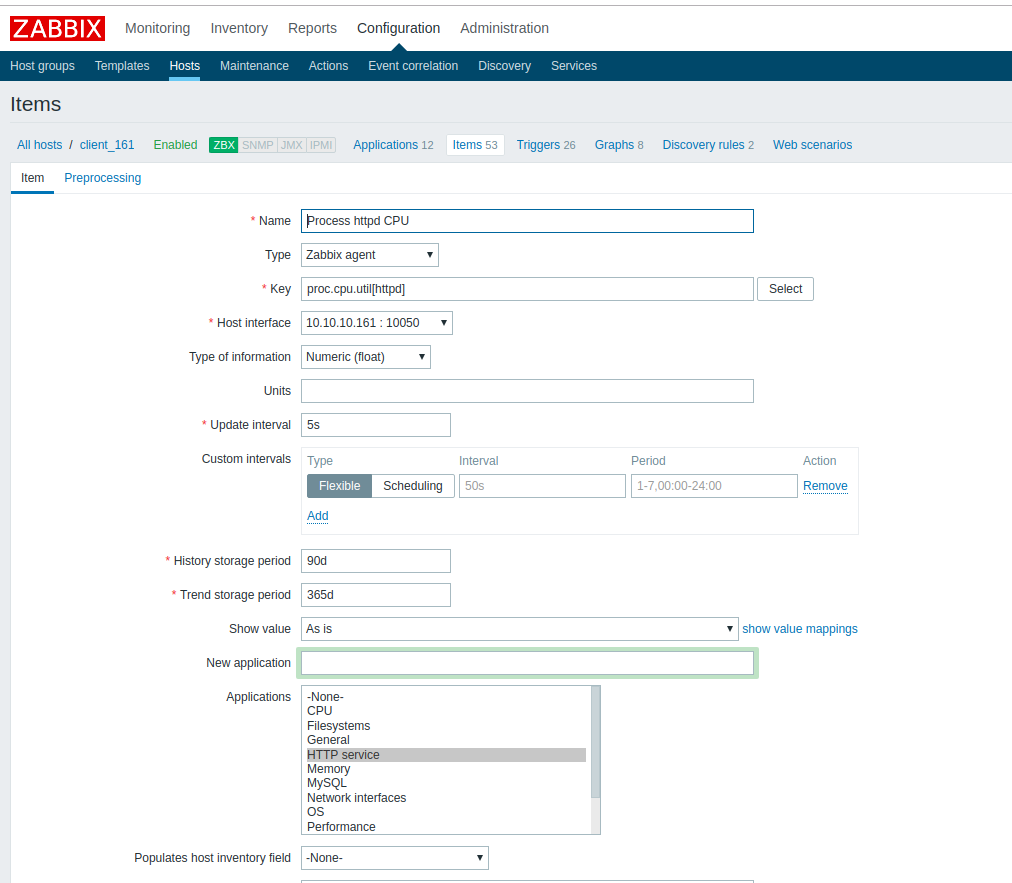 ZABBIX Monitoring Inventory Reports Configuration Administration
Host groups Templates Hosts Maintenance Actions Event correlation Discovery Services
Items
All hosts / client_161 Enabled ZBX SNMP JMX IPMI Applications 12 Items 53 Triggers 26 Graphs 8 Discovery rules 2 Web scenarios
Item Preprocessing
* Name Process httpd CPU
Type Zabbix agent
* Key proc.cpu.util[httpd] Select
* Host interface 10.10.10.161 : 10050
Type of information Numeric (float)
Units
* Update interval 5s
Custom intervals Type Interval Period Action
Flexible Scheduling 50s 1-7,00:00-24:00 Remove
Add
* History storage period 90d
* Trend storage period 365d
Show value As is show value mappings
New application
Applications -None-
CPU
Filesystems
General
HTTP service
Memory
MySQL
Network interfaces
OS
Performance
Populates host inventory field -None-